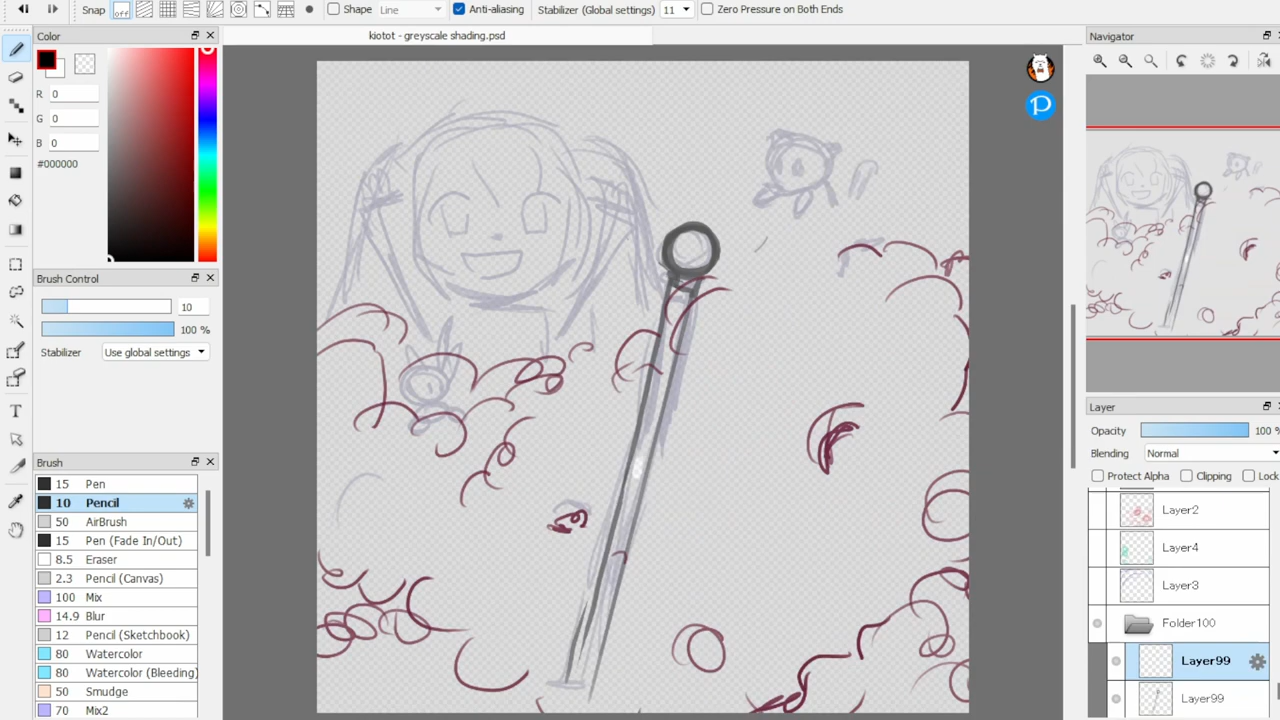 Snap off Shape Line Anti-aliasing Stabilizer (Global settings) 11 Zero Pressure on Both Ends
Color
kiotot - greyscale shading.psd
Navigator
R 0
G 0
B 0
#000000
Brush Control
10
100 %
Stabilizer Use global settings
Brush
15 Pen
10 Pencil
50 AirBrush
15 Pen (Fade In/Out)
8.5 Eraser
2.3 Pencil (Canvas)
100 Mix
14.9 Blur
12 Pencil (Sketchbook)
80 Watercolor
80 Watercolor (Bleeding)
50 Smudge
70 Mix2
Layer
Opacity 100 %
Blending Normal
Protect Alpha Clipping Lock
Layer2
Layer4
Layer3
Folder100
Layer99
Layer99